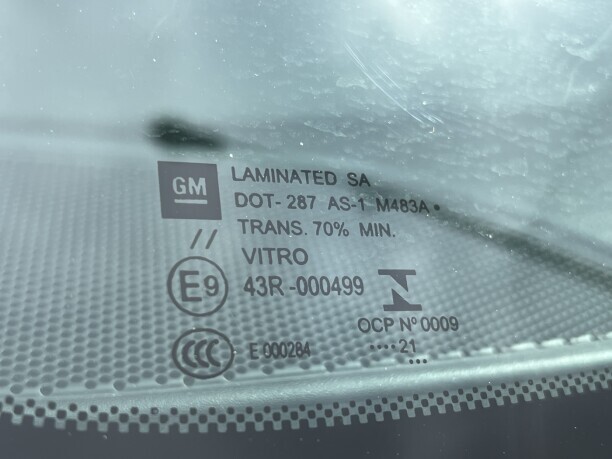 GM
LAMINATED SA
DOT-287 AS-1 M483A
TRANS. 70% MIN.
//
VITRO
E9 43R-000499
OCP Nº 0009
CCC E 000284
••••21
•••